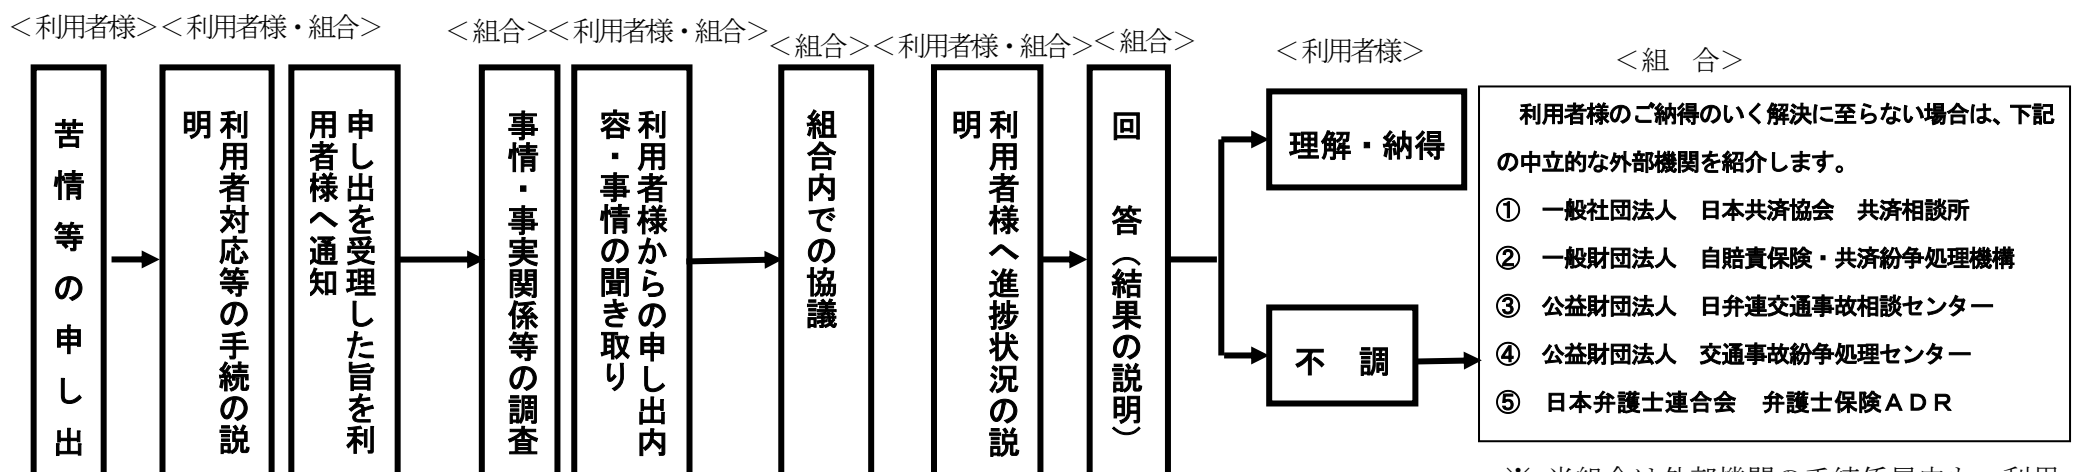 ＜利用者様＞＜利用者様・組合＞
＜組合＞＜利用者様・組合＞
＜組合＞＜利用者様・組合＞＜組合＞
＜利用者様＞
＜組　合＞
苦情等の申し出
利用者対応等の手続の説
明
申し出を受理した旨を利
用者様へ通知
事情・事実関係等の調査
利用者様からの申し出内
容・事情の聞き取り
組合内での協議
利用者様へ進捗状況の説
明
回　答（結果の説明）
理解・納得
不　調
利用者様のご納得のいく解決に至らない場合は、下記
の中立的な外部機関を紹介します。
①　一般社団法人　日本共済協会　共済相談所
②　一般財団法人　自賠責保険・共済紛争処理機構
③　公益財団法人　日弁連交通事故相談センター
④　公益財団法人　交通事故紛争処理センター
⑤　日本弁護士連合会　弁護士保険ＡＤＲ